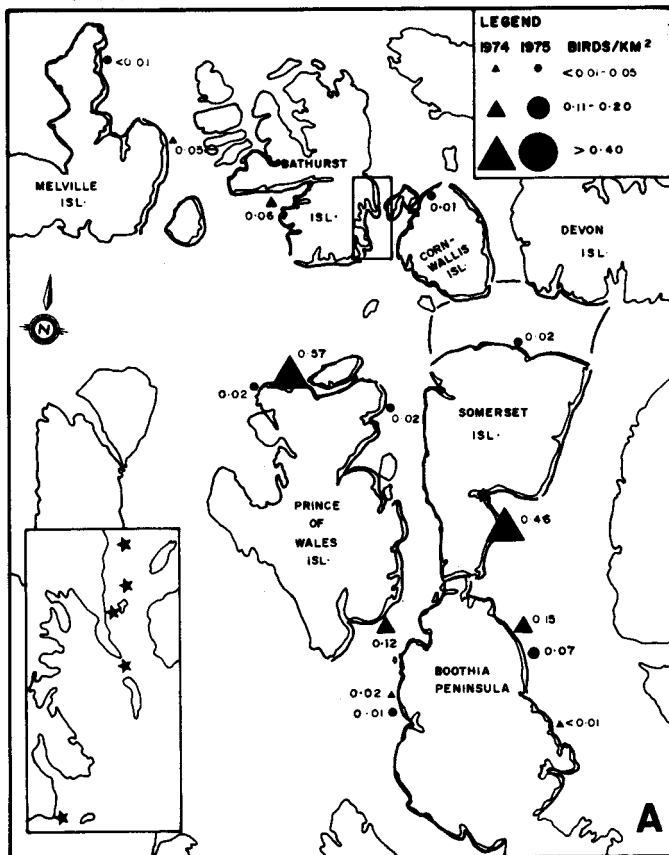 LEGEND
1974 1975 BIRDS/KM²
<0·01-0·05
0·11-0·20
>0·40
<0·01
0·05
MELVILLE
ISL·
BATHURST
ISL·
0·06
0·01
CORN-
WALLIS
ISL·
DEVON
ISL·
N
0·57
0·02
0·02
0·02
SOMERSET
ISL·
PRINCE
OF
WALES
ISL·
0·46
0·12
0·15
0·07
BOOTHIA
PENINSULA
0·02
0·01
<0·01
A